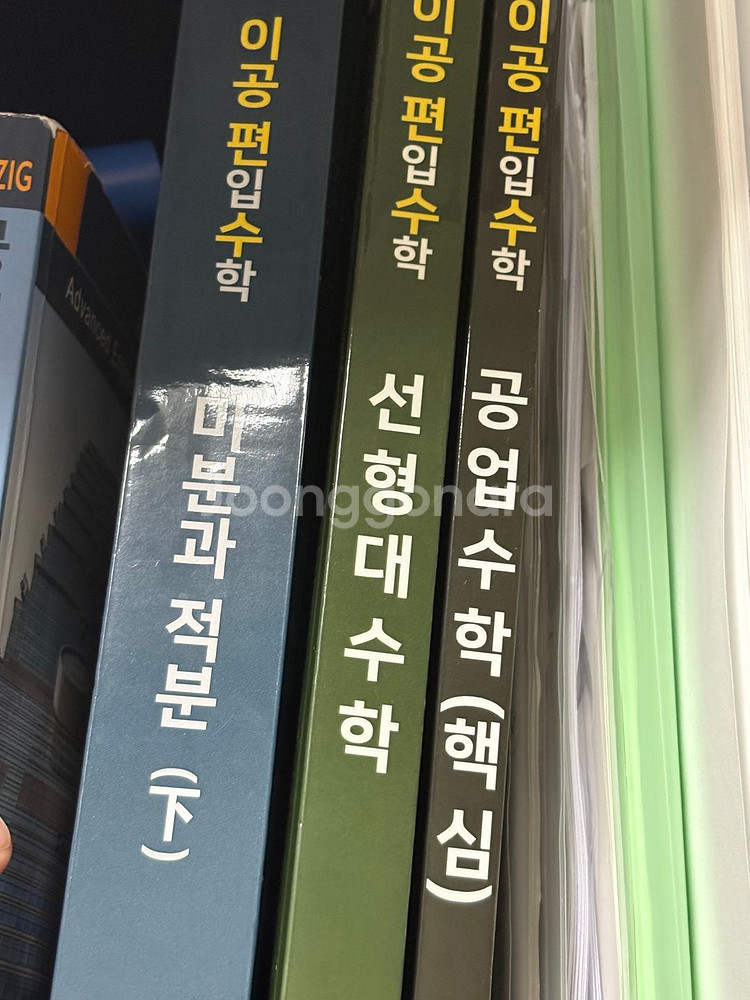 ZIG
Advanced
이공 편입수학
미분과 적분 (下)
이공 편입수학
선형대수학
이공 편입수학
공업수학 (핵심)
Joonggonara